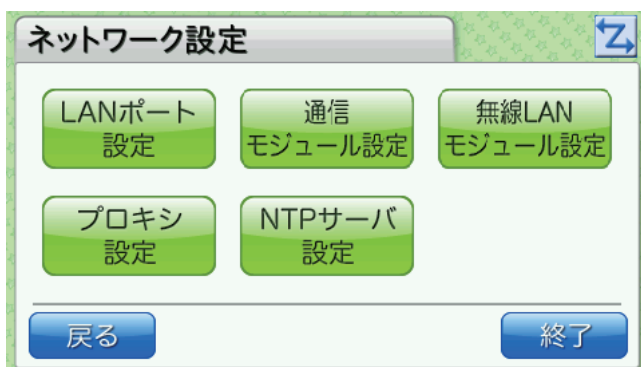 ネットワーク設定
LANポート
設定
通信
モジュール設定
無線LAN
モジュール設定
プロキシ
設定
NTPサーバ
設定
戻る
終了